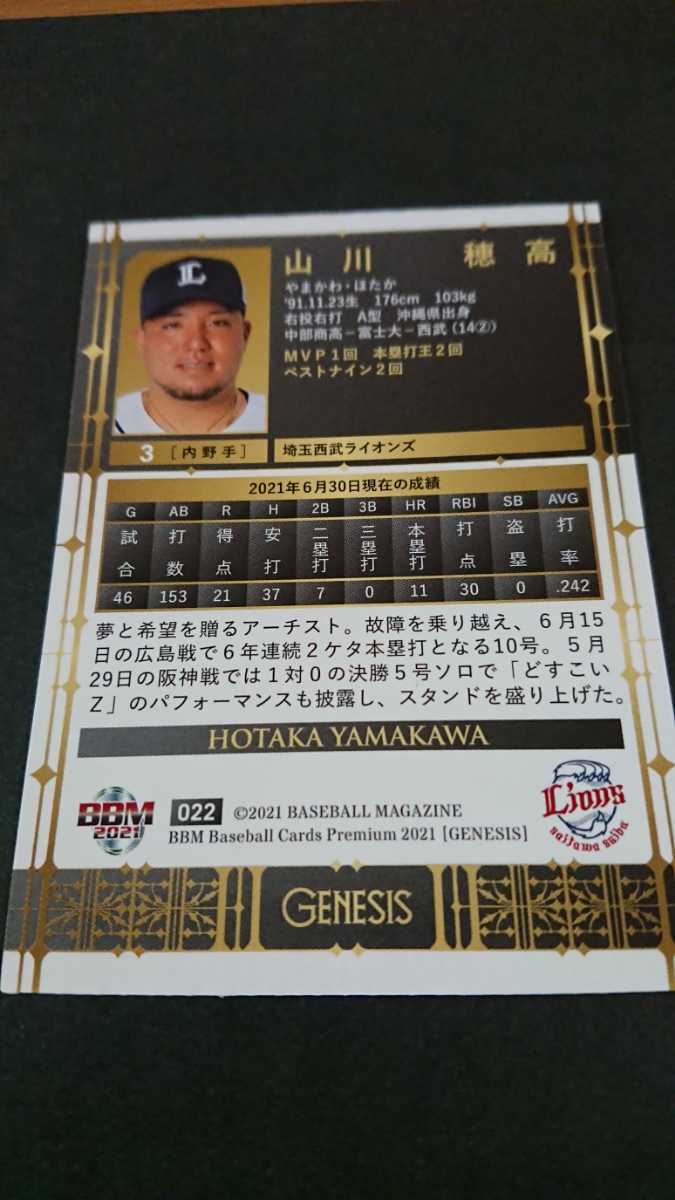 L
山川 穂高
やまかわ・ほたか
'91.11.23生 176cm 103kg
右投右打 A型 沖縄県出身
中部商高－富士大－西武（14②）
MVP1回 本塁打王2回
ベストナイン2回
3 ［内野手］ 埼玉西武ライオンズ
2021年6月30日現在の成績
G AB R H 2B 3B HR RBI SB AVG
試合 打数 得点 安打 二塁打 三塁打 本塁打 打点 盗塁 打率
46 153 21 37 7 0 11 30 0 .242
夢と希望を贈るアーチスト。故障を乗り越え、6月15
日の広島戦で6年連続2ケタ本塁打となる10号。5月
29日の阪神戦では1対0の決勝5号ソロで「どすこい
Z」のパフォーマンスも披露し、スタンドを盛り上げた。
HOTAKA YAMAKAWA
BBM
2021
022 ©2021 BASEBALL MAGAZINE
BBM Baseball Cards Premium 2021 [GENESIS]
Lions
saitama seibu
GENESIS